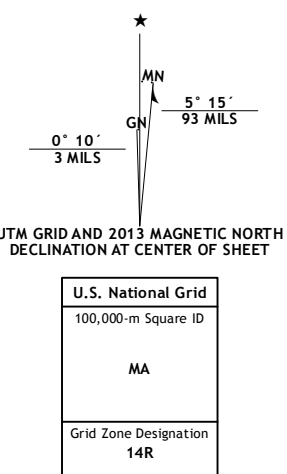 ★
MN
5° 15´
93 MILS
GN
0° 10´
3 MILS
UTM GRID AND 2013 MAGNETIC NORTH
DECLINATION AT CENTER OF SHEET
U.S. National Grid
100,000-m Square ID
MA
Grid Zone Designation
14R